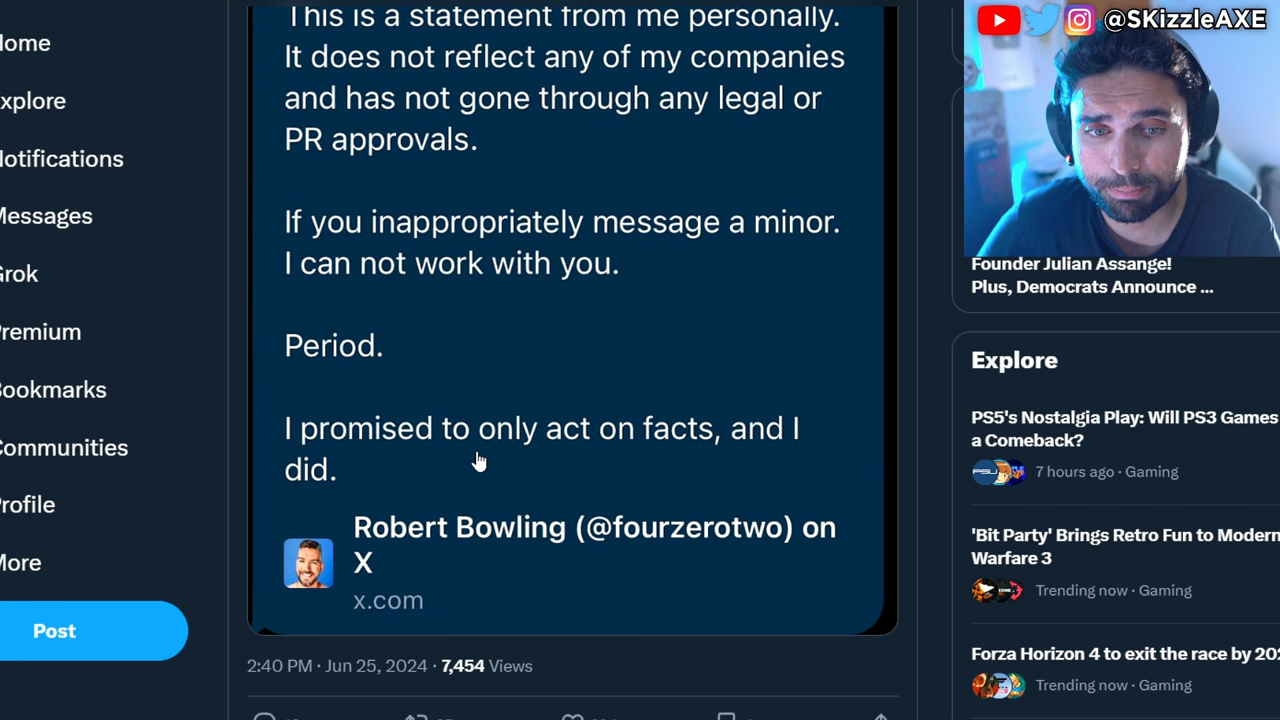 ome
xplore
otifications
Messages
Grok
remium
ookmarks
ommunities
rofile
More
Post
This is a statement from me personally.
It does not reflect any of my companies
and has not gone through any legal or
PR approvals.
If you inappropriately message a minor.
I can not work with you.
Period.
I promised to only act on facts, and I
did.
Robert Bowling (@fourzerotwo) on
X
x.com
2:40 PM · Jun 25, 2024 · 7,454 Views
@SKizzleAXE
Founder Julian Assange!
Plus, Democrats Announce ...
Explore
PS5's Nostalgia Play: Will PS3 Games
a Comeback?
7 hours ago · Gaming
'Bit Party' Brings Retro Fun to Modern
Warfare 3
Trending now · Gaming
Forza Horizon 4 to exit the race by 202
Trending now · Gaming